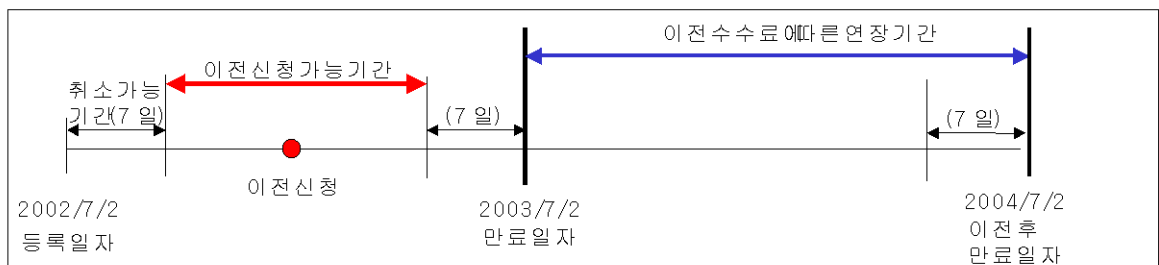 이전수수료에따른연장기간
이전신청가능기간
취소가능
기간(7 일)
(7 일)
(7 일)
이전신청
2002/7/2
등록일자
2003/7/2
만료일자
2004/7/2
이전후
만료일자